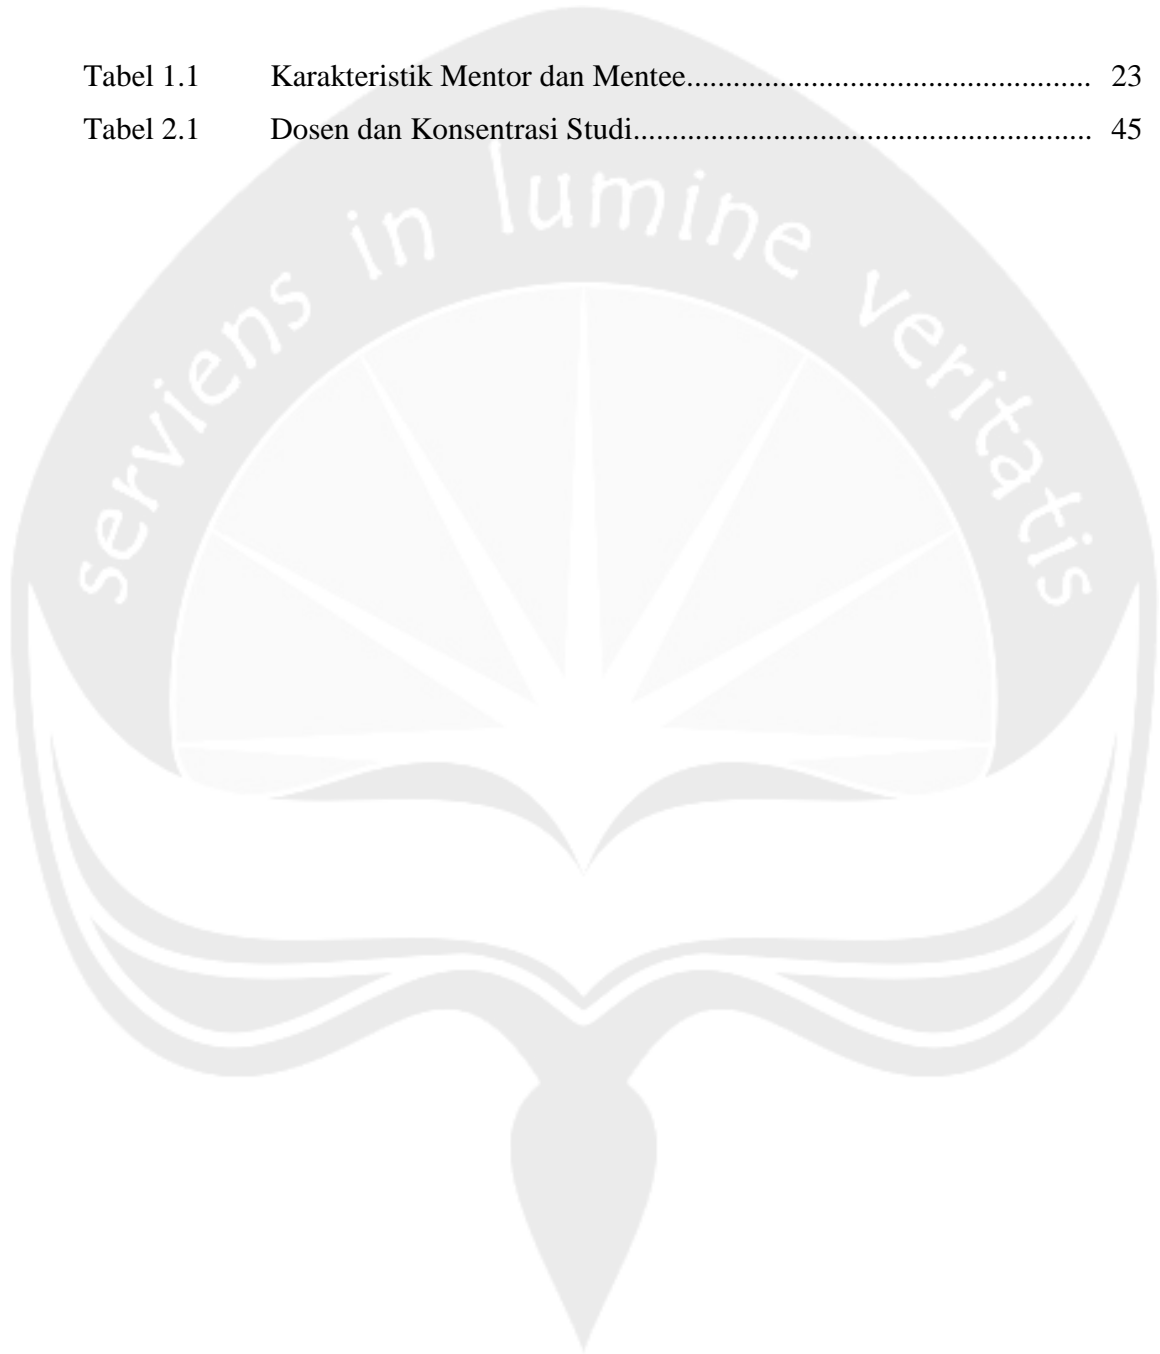 Tabel 1.1 Karakteristik Mentor dan Mentee..................................................... 23
Tabel 2.1 Dosen dan Konsentrasi Studi............................................................ 45
serviens in lumine veritatis